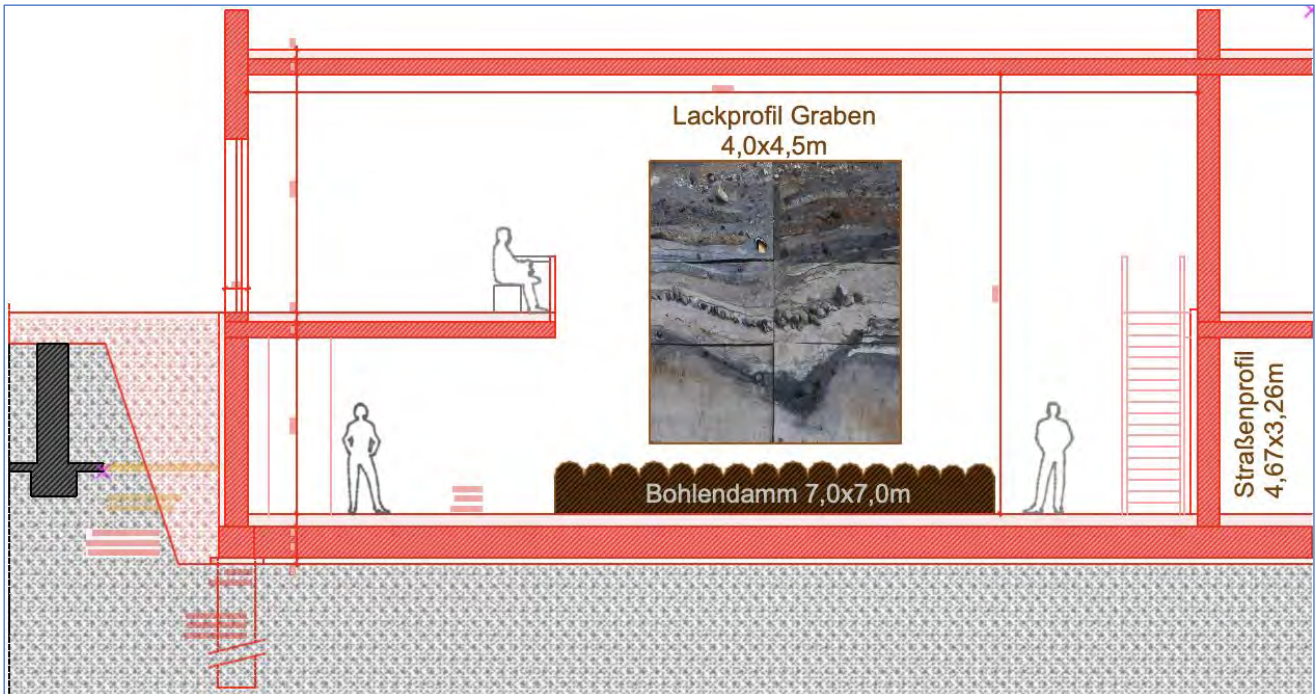 Lackprofil Graben
4,0x4,5m
Bohlendamm 7,0x7,0m
Straßenprofil
4,67x3,26m